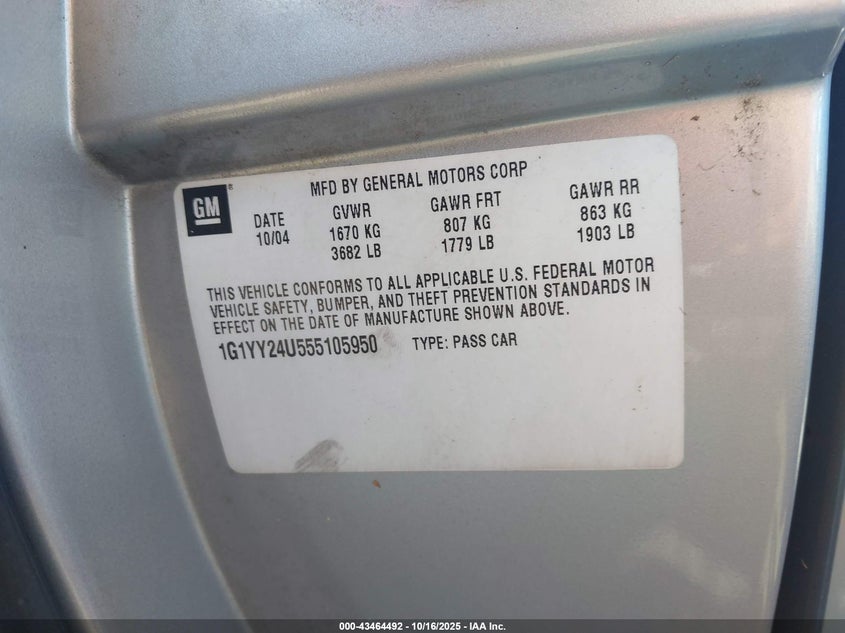 GM
MFD BY GENERAL MOTORS CORP
DATE GVWR GAWR FRT GAWR RR
10/04 1670 KG 807 KG 863 KG
3682 LB 1779 LB 1903 LB
THIS VEHICLE CONFORMS TO ALL APPLICABLE U.S. FEDERAL MOTOR
VEHICLE SAFETY, BUMPER, AND THEFT PREVENTION STANDARDS IN
EFFECT ON THE DATE OF MANUFACTURE SHOWN ABOVE.
1G1YY24U555105950 TYPE: PASS CAR
000-43464492 - 10/16/2025 - IAA Inc.